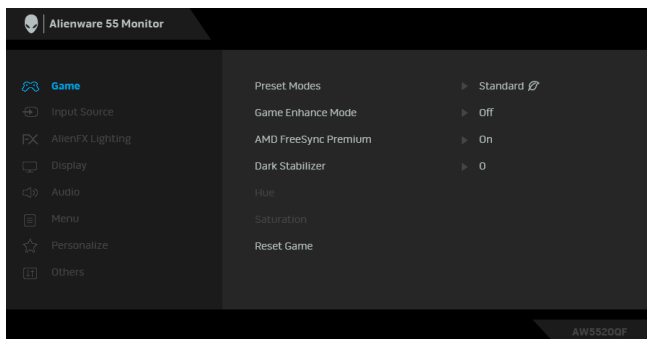 Alienware 55 Monitor
Game
Preset Modes
Standard
Input Source
Game Enhance Mode
Off
AlienFX Lighting
AMD FreeSync Premium
On
Display
Dark Stabilizer
0
Audio
Hue
Menu
Saturation
Personalize
Reset Game
Others
AW5520QF